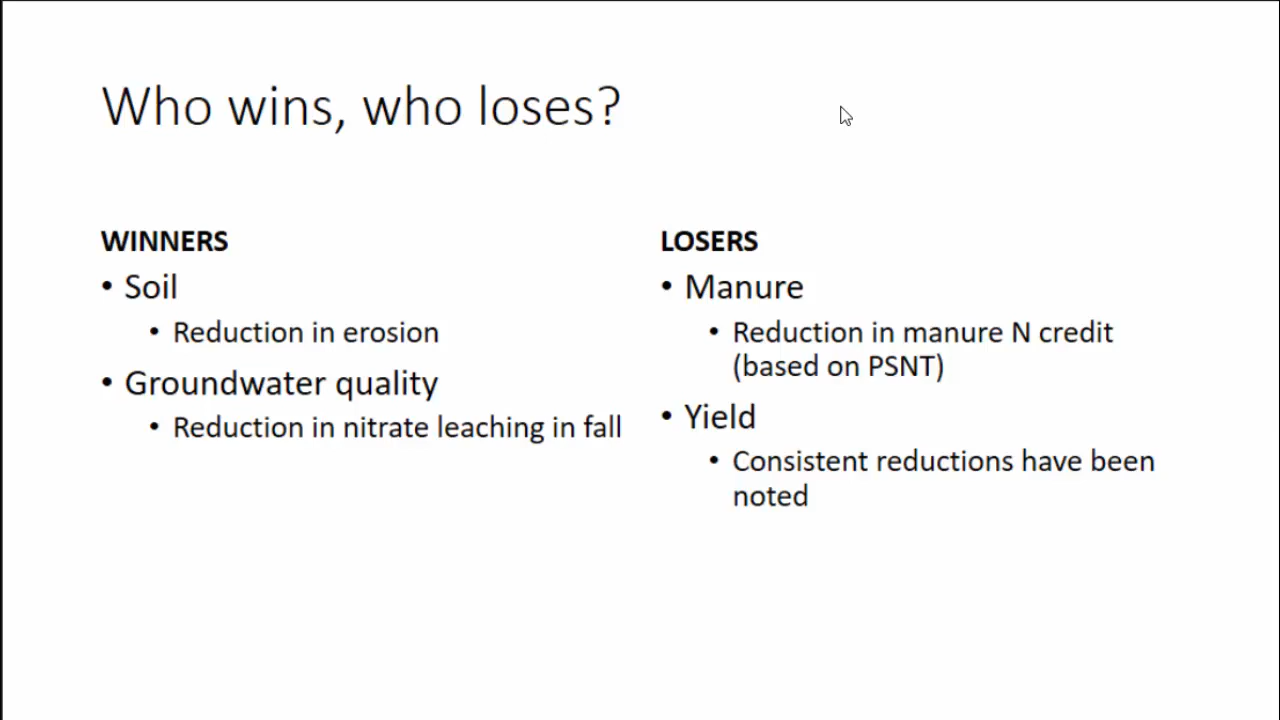 Who wins, who loses?
WINNERS
• Soil
• Reduction in erosion
• Groundwater quality
• Reduction in nitrate leaching in fall
LOSERS
• Manure
• Reduction in manure N credit
(based on PSNT)
• Yield
• Consistent reductions have been
noted